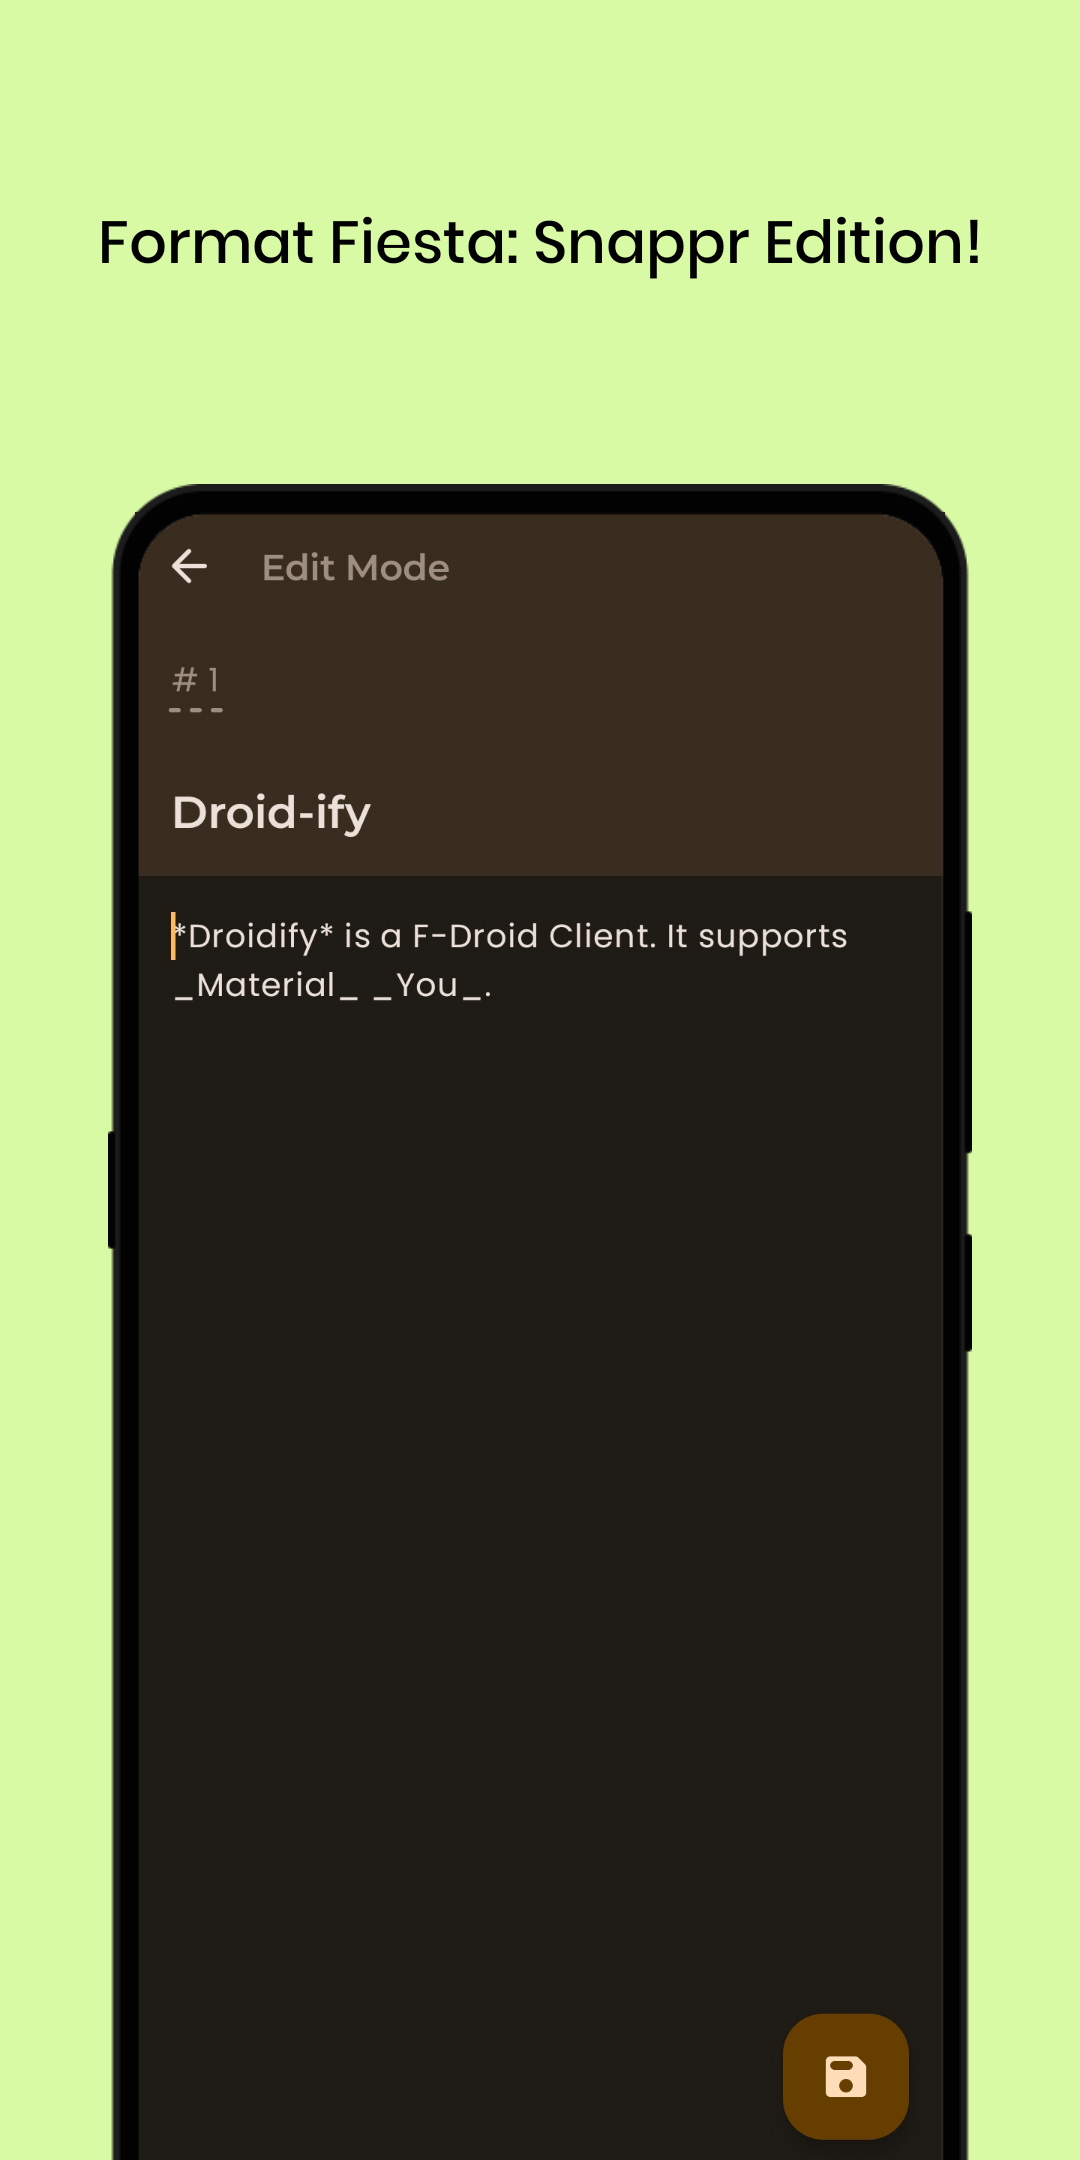 Format Fiesta: Snappr Edition!
Edit Mode
# 1
Droid-ify
*Droidify* is a F-Droid Client. It supports
_Material_ _You_.